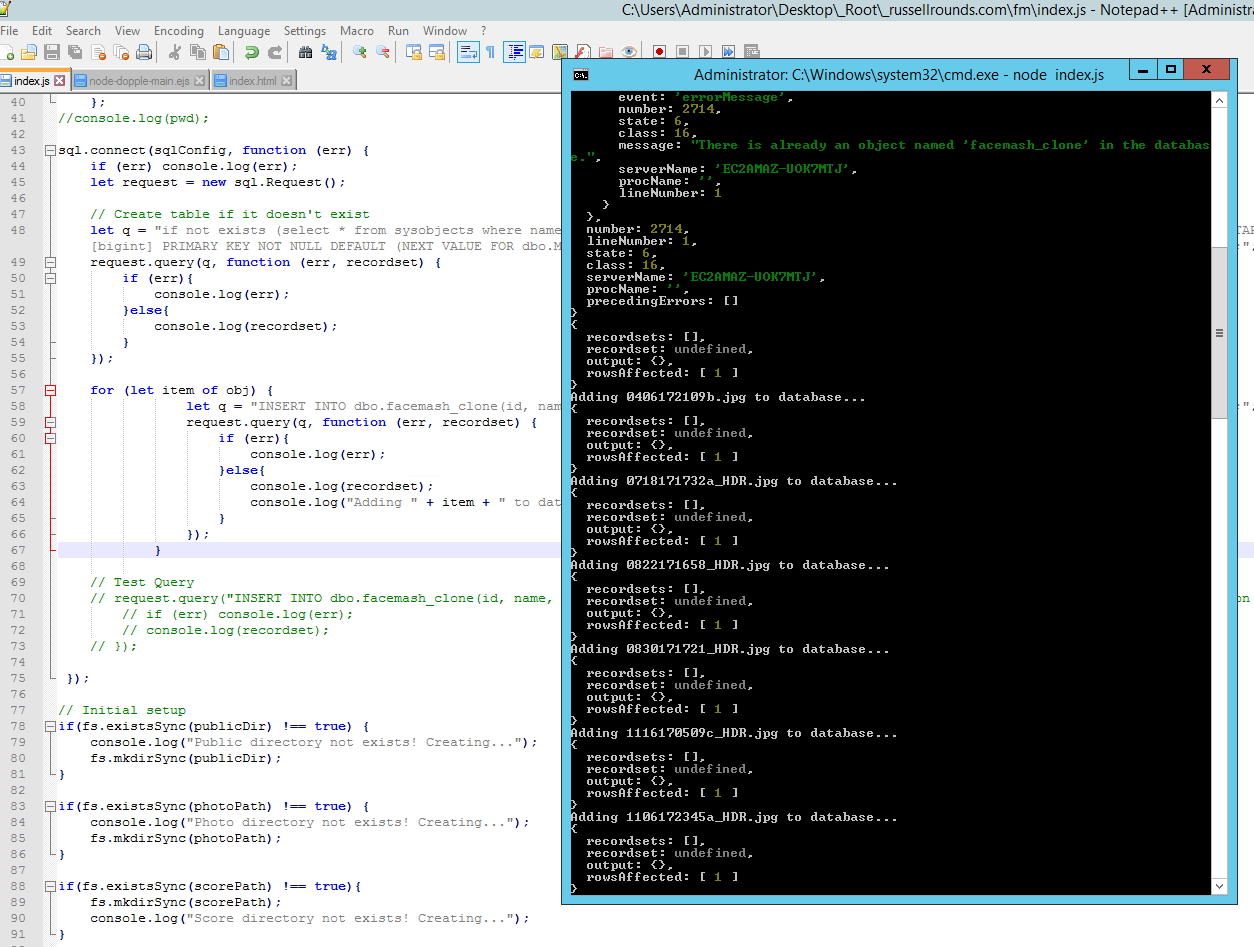 C:\Users\Administrator\Desktop\_Root\_russellrounds.com\fm\index.js - Notepad++ [Administra
File Edit Search View Encoding Language Settings Macro Run Window ?
index.js node-dopple-main.ejs index.html
40 };
41 //console.log(pwd);
42
43 sql.connect(sqlConfig, function (err) {
44 if (err) console.log(err);
45 let request = new sql.Request();
46
47 // Create table if it doesn't exist
48 let q = "if not exists (select * from sysobjects where name
[bigint] PRIMARY KEY NOT NULL DEFAULT (NEXT VALUE FOR dbo.M
49 request.query(q, function (err, recordset) {
50 if (err){
51 console.log(err);
52 }else{
53 console.log(recordset);
54 }
55 });
56
57 for (let item of obj) {
58 let q = "INSERT INTO dbo.facemash_clone(id, nam
59 request.query(q, function (err, recordset) {
60 if (err){
61 console.log(err);
62 }else{
63 console.log(recordset);
64 console.log("Adding " + item + " to dat
65 }
66 });
67 }
68
69 // Test Query
70 // request.query("INSERT INTO dbo.facemash_clone(id, name, on
71 // if (err) console.log(err);
72 // console.log(recordset);
73 // });
74
75 });
76
77 // Initial setup
78 if(fs.existsSync(publicDir) !== true) {
79 console.log("Public directory not exists! Creating...");
80 fs.mkdirSync(publicDir);
81 }
82
83 if(fs.existsSync(photoPath) !== true) {
84 console.log("Photo directory not exists! Creating...");
85 fs.mkdirSync(photoPath);
86 }
87
88 if(fs.existsSync(scorePath) !== true){
89 fs.mkdirSync(scorePath);
90 console.log("Score directory not exists! Creating...");
91 }
Administrator: C:\Windows\system32\cmd.exe - node index.js
event: 'errorMessage',
number: 2714,
state: 6,
class: 16,
message: "There is already an object named 'facemash_clone' in the databas
e.",
serverName: 'EC2AMAZ-UOK7MTJ',
procName: '',
lineNumber: 1
}
},
number: 2714,
lineNumber: 1,
state: 6,
class: 16,
serverName: 'EC2AMAZ-UOK7MTJ',
procName: '',
precedingErrors: []
}
{
recordsets: [],
recordset: undefined,
output: {},
rowsAffected: [ 1 ]
}
Adding 0406172109b.jpg to database...
{
recordsets: [],
recordset: undefined,
output: {},
rowsAffected: [ 1 ]
}
Adding 0718171732a_HDR.jpg to database...
{
recordsets: [],
recordset: undefined,
output: {},
rowsAffected: [ 1 ]
}
Adding 0822171658_HDR.jpg to database...
{
recordsets: [],
recordset: undefined,
output: {},
rowsAffected: [ 1 ]
}
Adding 0830171721_HDR.jpg to database...
{
recordsets: [],
recordset: undefined,
output: {},
rowsAffected: [ 1 ]
}
Adding 1116170509c_HDR.jpg to database...
{
recordsets: [],
recordset: undefined,
output: {},
rowsAffected: [ 1 ]
}
Adding 1106172345a_HDR.jpg to database...
{
recordsets: [],
recordset: undefined,
output: {},
rowsAffected: [ 1 ]
}